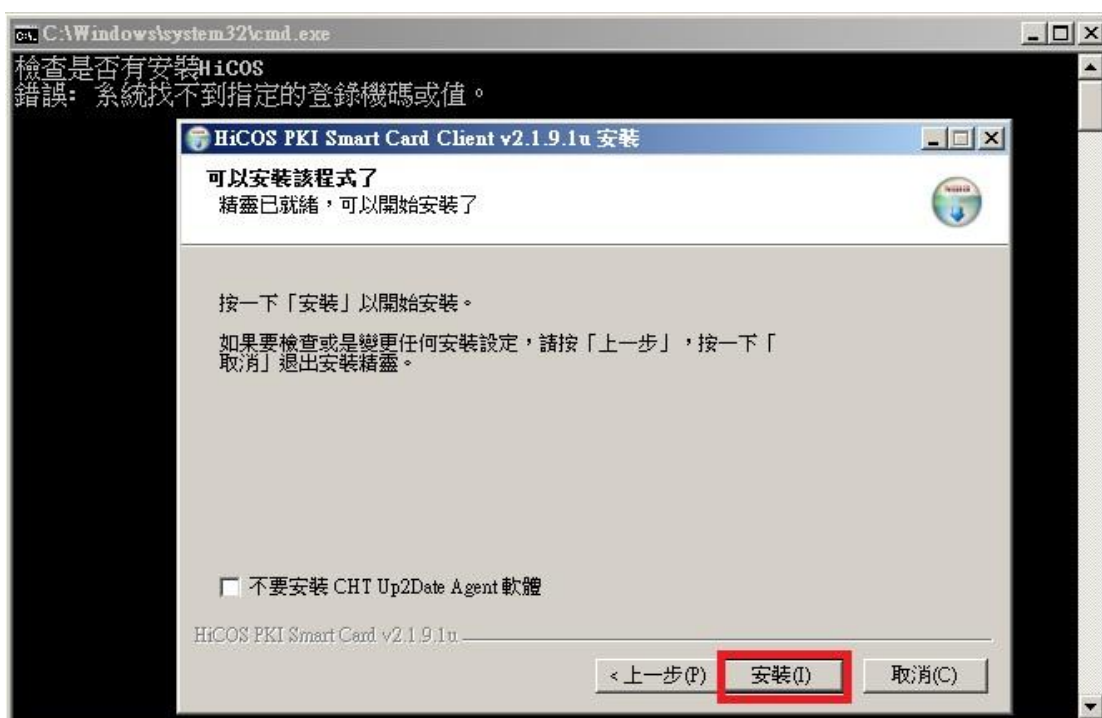 C:\Windows\system32\cmd.exe
檢查是否有安裝HiCOS
錯誤: 系統找不到指定的登錄機碼或值。
HiCOS PKI Smart Card Client v2.1.9.1u 安裝
可以安裝該程式了
精靈已就緒，可以開始安裝了
按一下「安裝」以開始安裝。
如果要檢查或是變更任何安裝設定，請按「上一步」，按一下「
取消」退出安裝精靈。
不要安裝 CHT Up2Date Agent 軟體
HiCOS PKI Smart Card v2.1.9.1u
<上一步(P) 安裝(I) 取消(C)